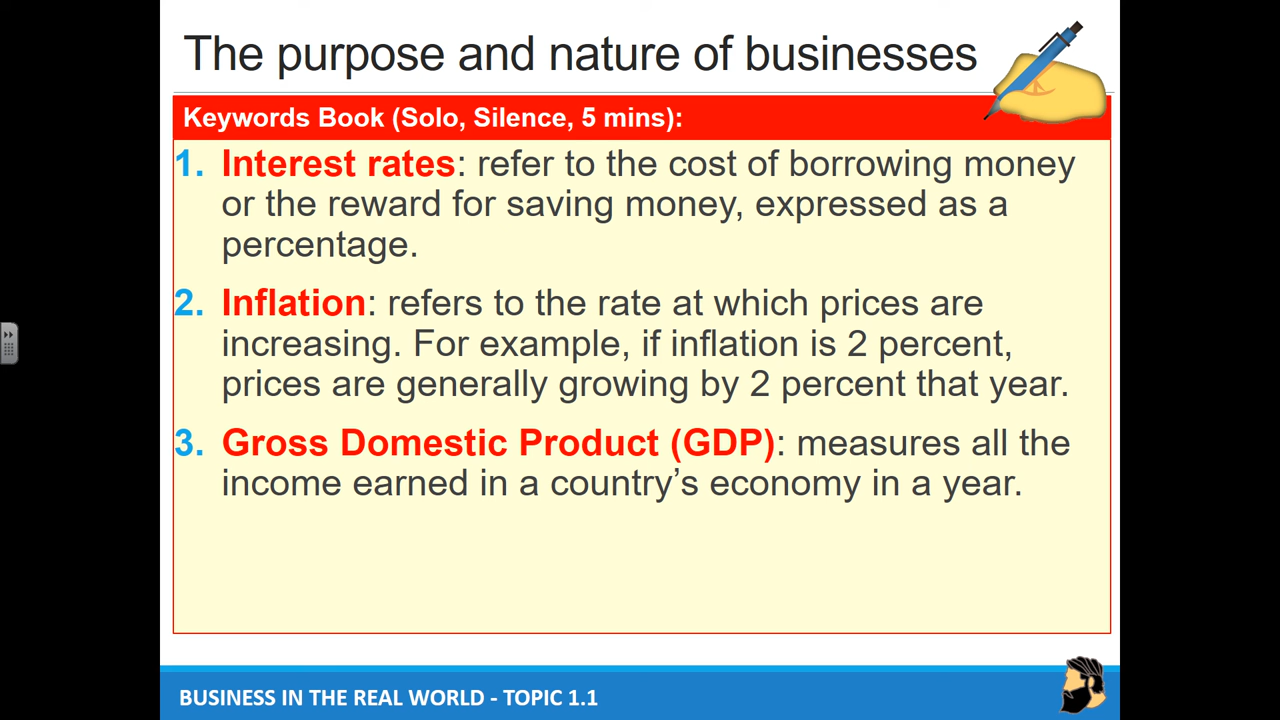 The purpose and nature of businesses
Keywords Book (Solo, Silence, 5 mins):
1. Interest rates: refer to the cost of borrowing money
or the reward for saving money, expressed as a
percentage.
2. Inflation: refers to the rate at which prices are
increasing. For example, if inflation is 2 percent,
prices are generally growing by 2 percent that year.
3. Gross Domestic Product (GDP): measures all the
income earned in a country’s economy in a year.
BUSINESS IN THE REAL WORLD - TOPIC 1.1